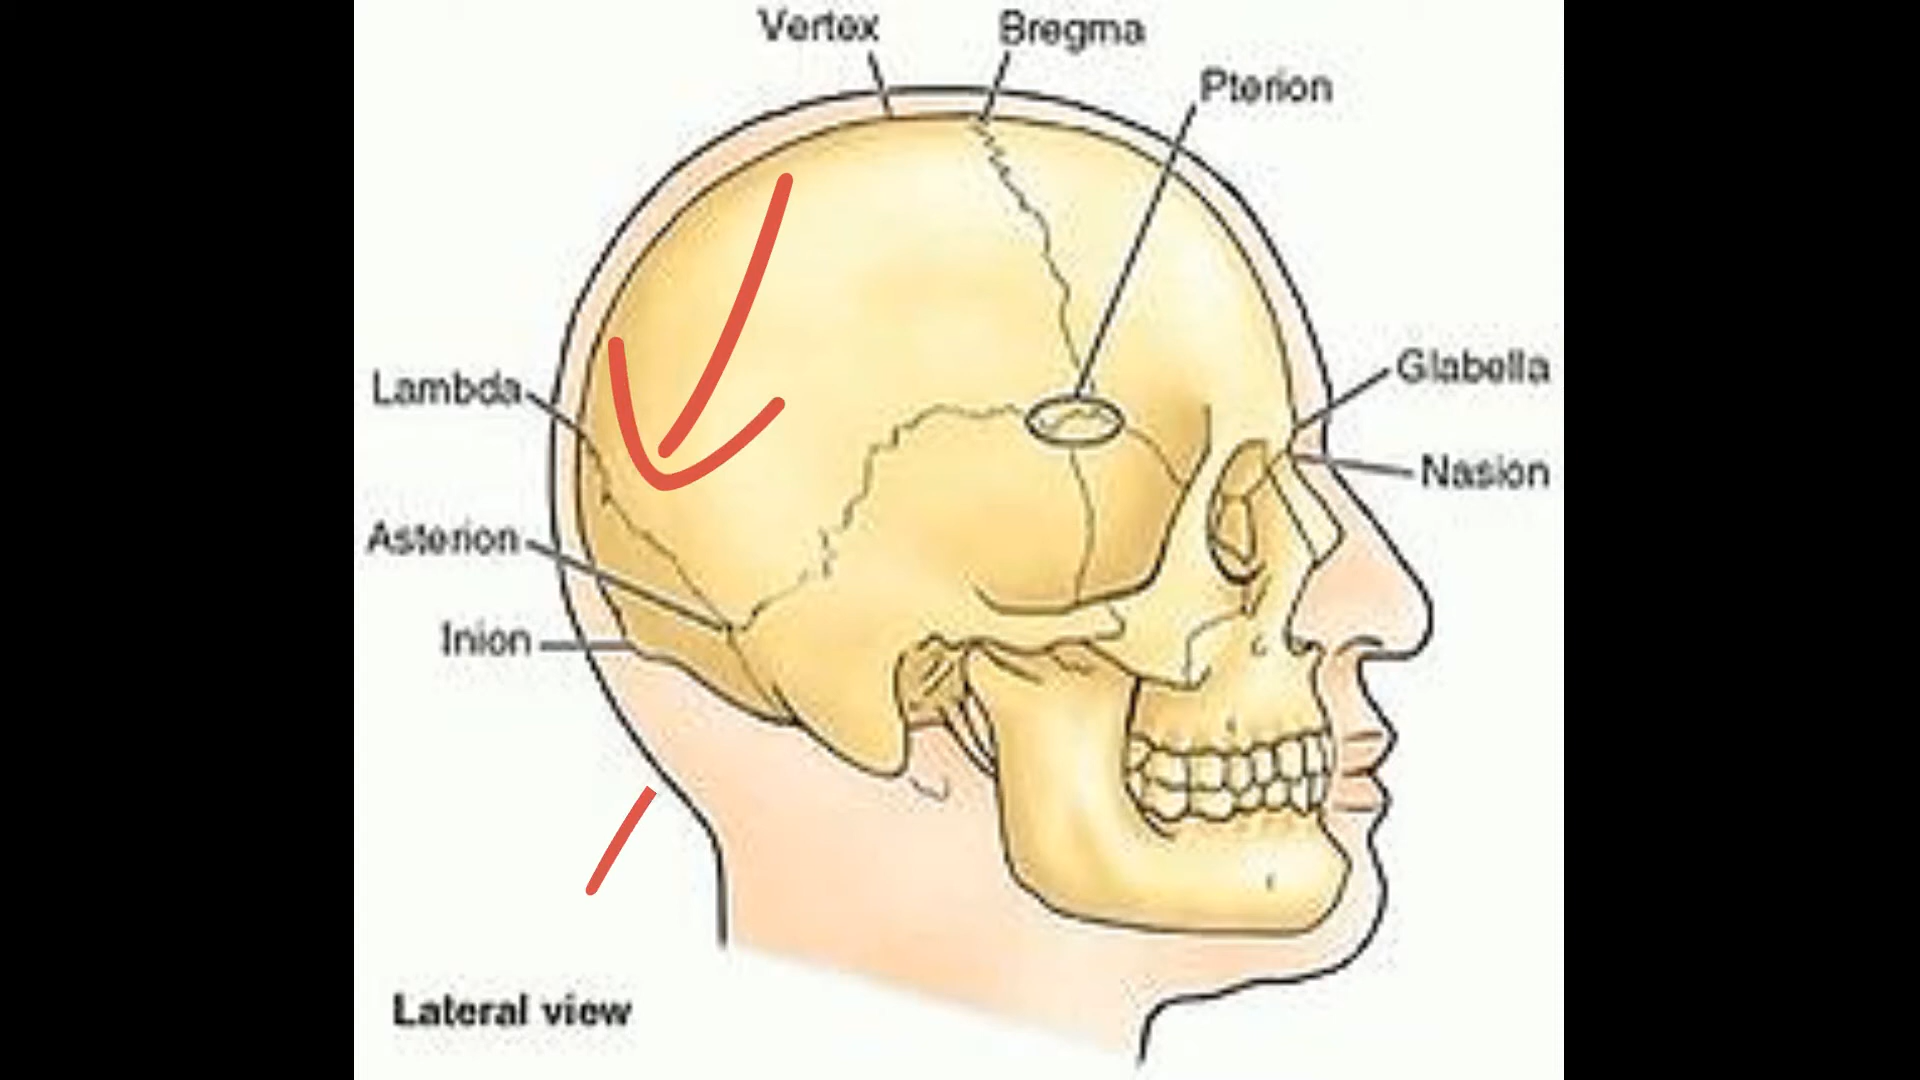 Vertex
Bregma
Pterion
Glabella
Lambda
Nasion
Asterion
Inion
Lateral view